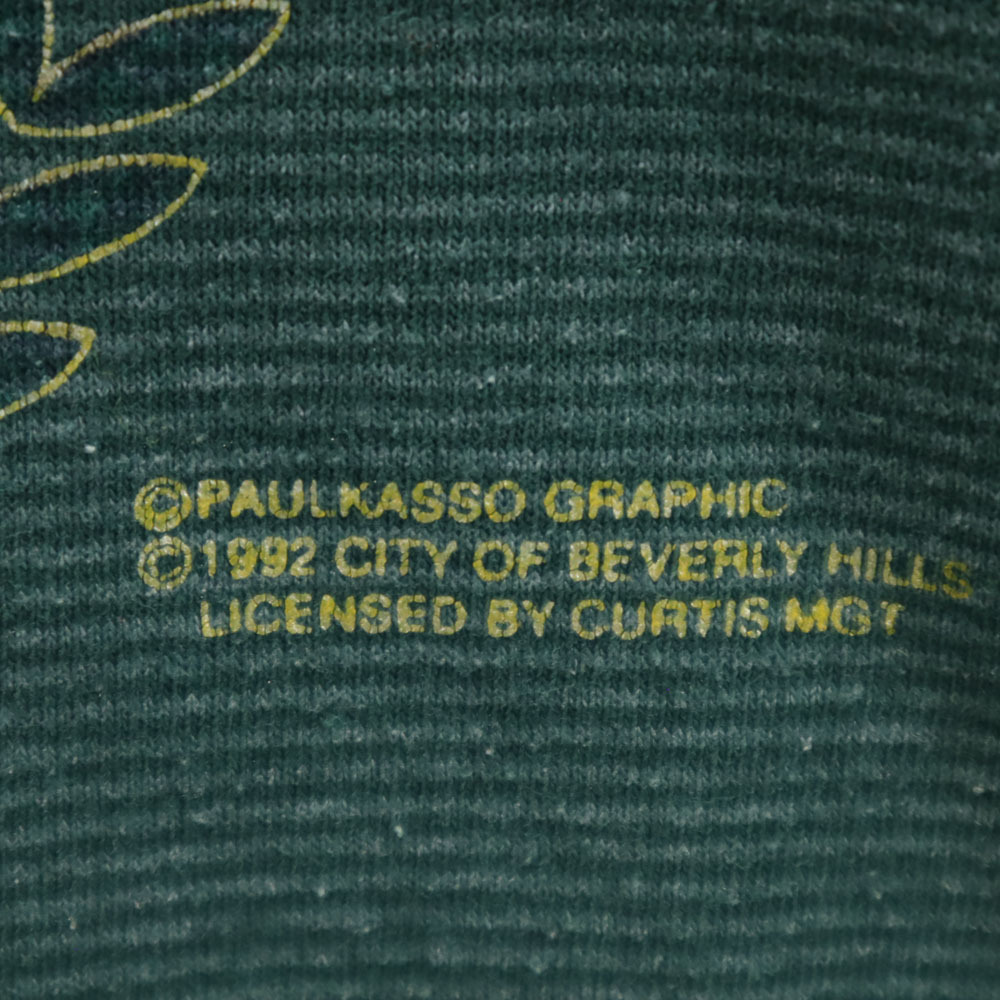 ©PAULKASSO GRAPHIC
©1992 CITY OF BEVERLY HILLS
LICENSED BY CURTIS MGT